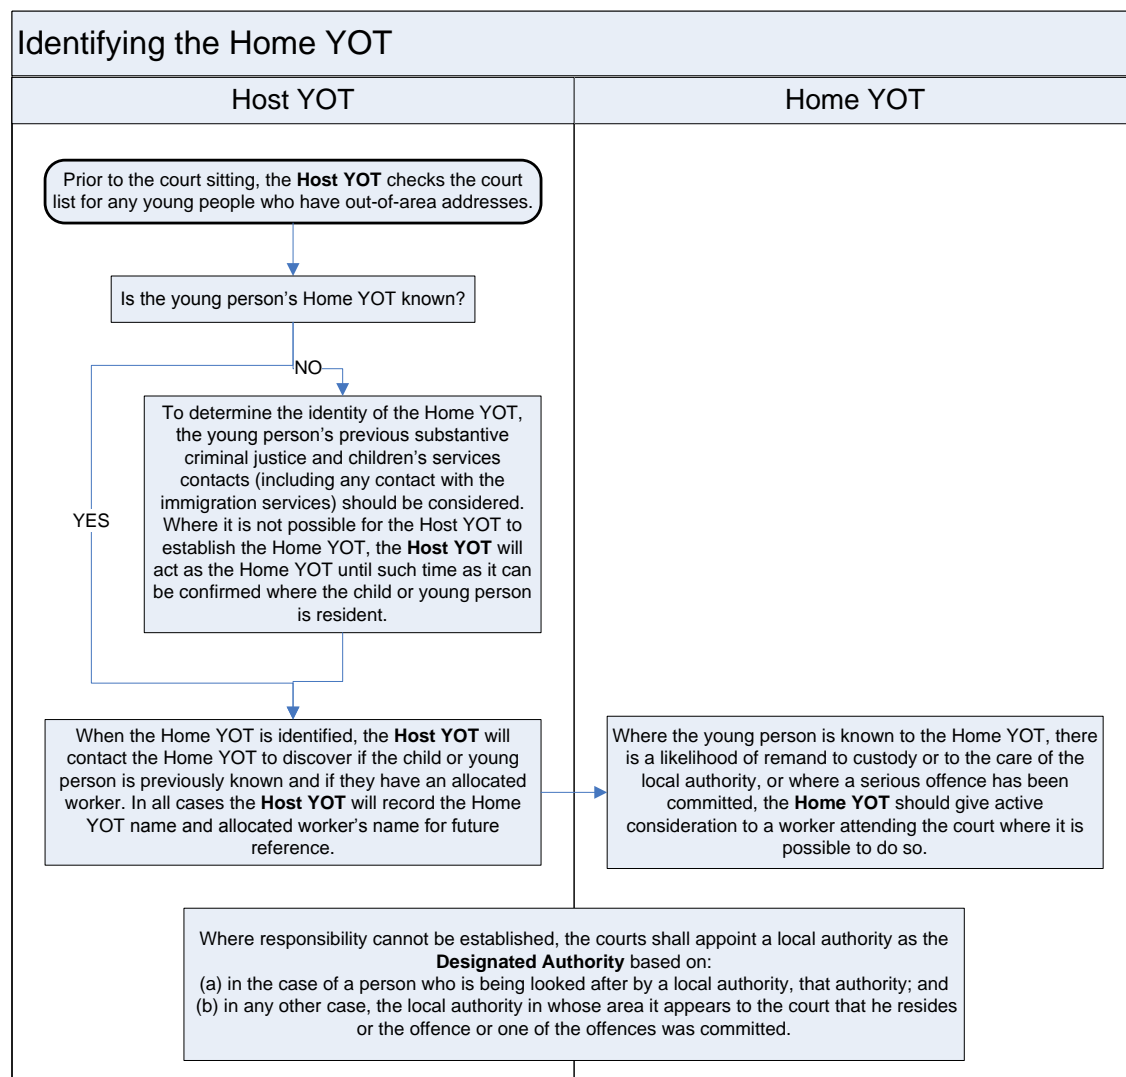 Identifying the Home YOT
Host YOT
Home YOT
Prior to the court sitting, the Host YOT checks the court
list for any young people who have out-of-area addresses.
Is the young person's Home YOT known?
NO
To determine the identity of the Home YOT,
the young person's previous substantive
criminal justice and children's services
contacts (including any contact with the
immigration services) should be considered.
Where it is not possible for the Host YOT to
establish the Home YOT, the Host YOT will
act as the Home YOT until such time as it can
be confirmed where the child or young person
is resident.
YES
When the Home YOT is identified, the Host YOT will
contact the Home YOT to discover if the child or young
person is previously known and if they have an allocated
worker. In all cases the Host YOT will record the Home
YOT name and allocated worker's name for future
reference.
Where the young person is known to the Home YOT, there
is a likelihood of remand to custody or to the care of the
local authority, or where a serious offence has been
committed, the Home YOT should give active
consideration to a worker attending the court where it is
possible to do so.
Where responsibility cannot be established, the courts shall appoint a local authority as the
Designated Authority based on:
(a) in the case of a person who is being looked after by a local authority, that authority; and
(b) in any other case, the local authority in whose area it appears to the court that he resides
or the offence or one of the offences was committed.